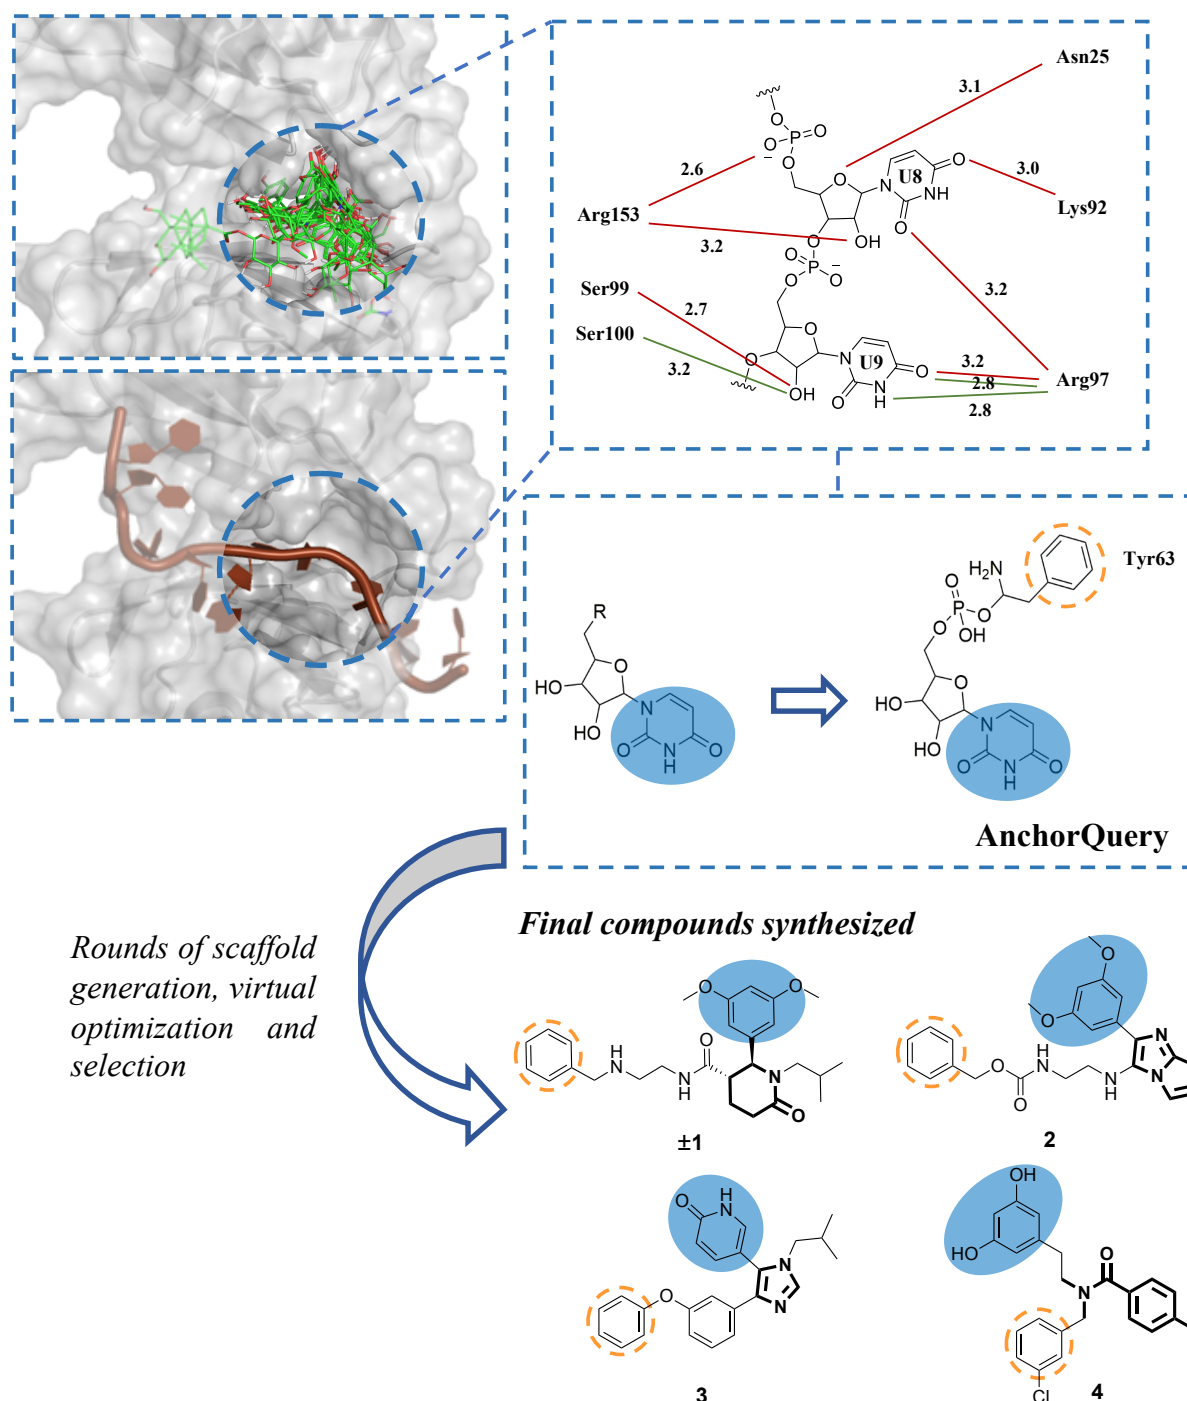 Asn25
3.1
O
O
P
O
−
2.6
O
O
U8
O
3.0
N
NH
Lys92
Arg153
O
OH
3.2
O
O
P
O
−
O
Ser99
2.7
3.2
Ser100
O
O
N
U9
3.2
O
2.8
Arg97
3.2
OH
O
N
H
2.8
Tyr63
H2N
O
P
O
R
O
OH
O
O
HO
N
HO
N
HO
O
N
H
O
HO
O
N
H
O
AnchorQuery
Final compounds synthesized
Rounds of scaffold
generation, virtual
optimization and
selection
O
O
O
N
H
N
H
O
N
O
±1
O
O
O
O
H
N
N
H
N
N
2
H
N
O
N
N
O
3
OH
HO
O
N
Cl
4